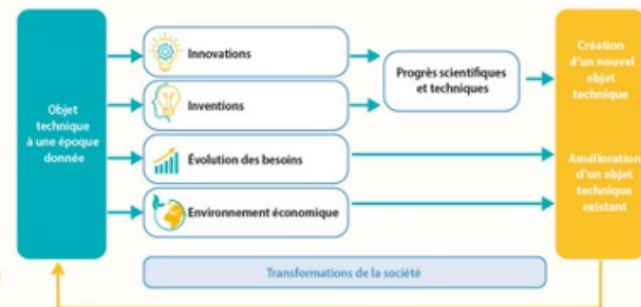 Objet
technique
à une époque
donnée
Innovations
Inventions
Évolution des besoins
Environnement économique
Progrès scientifiques
et techniques
Création
d'un nouvel
objet
technique
Amélioration
d'un objet
technique
existant
Transformations de la société